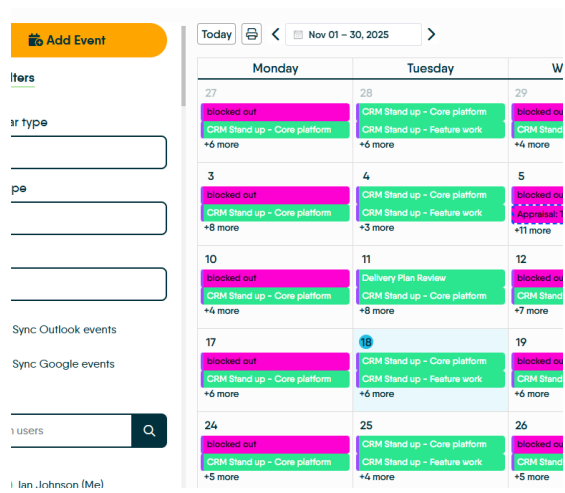 Add Event
lters
ar type
ype
Sync Outlook events
Sync Google events
n users
Ian Johnson (Me)
Today
Nov 01 – 30, 2025
Monday Tuesday W
27 28 29
blocked out CRM Stand up - Core platform blocked ou
CRM Stand up - Core platform CRM Stand up - Feature work CRM Stand
+6 more +6 more +4 more
3 4 5
blocked out CRM Stand up - Core platform blocked ou
CRM Stand up - Core platform CRM Stand up - Feature work Appraisal: 1
+8 more +3 more +11 more
10 11 12
blocked out Delivery Plan Review blocked ou
CRM Stand up - Core platform CRM Stand up - Core platform CRM Stand
+4 more +8 more +7 more
17 18 19
blocked out CRM Stand up - Core platform blocked ou
CRM Stand up - Core platform CRM Stand up - Feature work CRM Stand
+6 more +6 more +6 more
24 25 26
blocked out CRM Stand up - Core platform blocked ou
CRM Stand up - Core platform CRM Stand up - Feature work CRM Stand
+5 more +4 more +5 more